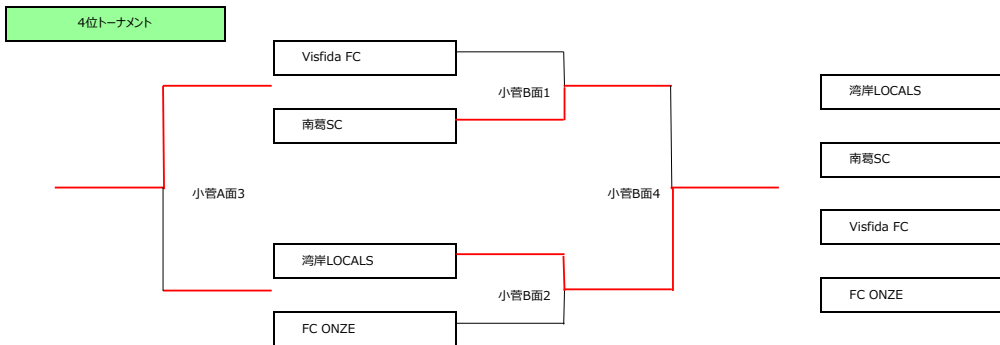 4位トーナメント
Visfida FC
小菅B面1
湾岸LOCALS
南葛SC
南葛SC
小菅A面3
小菅B面4
Visfida FC
湾岸LOCALS
小菅B面2
FC ONZE
FC ONZE